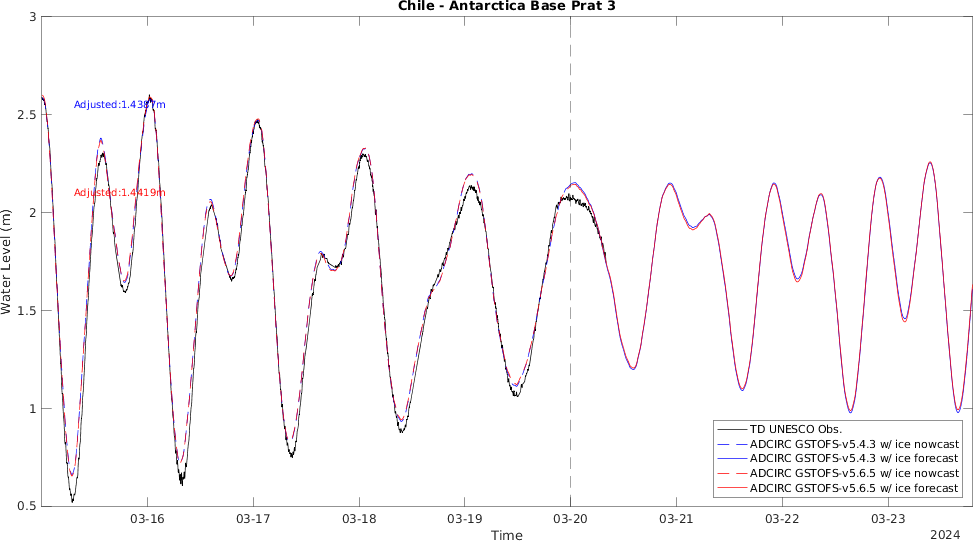 Chile - Antarctica Base Prat 3
3
2.5
2
1.5
1
0.5
Water Level (m)
Adjusted:1.4387m
Adjusted:1.4419m
TD UNESCO Obs.
ADCIRC GSTOFS-v5.4.3 w/ ice nowcast
ADCIRC GSTOFS-v5.4.3 w/ ice forecast
ADCIRC GSTOFS-v5.6.5 w/ ice nowcast
ADCIRC GSTOFS-v5.6.5 w/ ice forecast
03-16 03-17 03-18 03-19 03-20 03-21 03-22 03-23
Time
2024